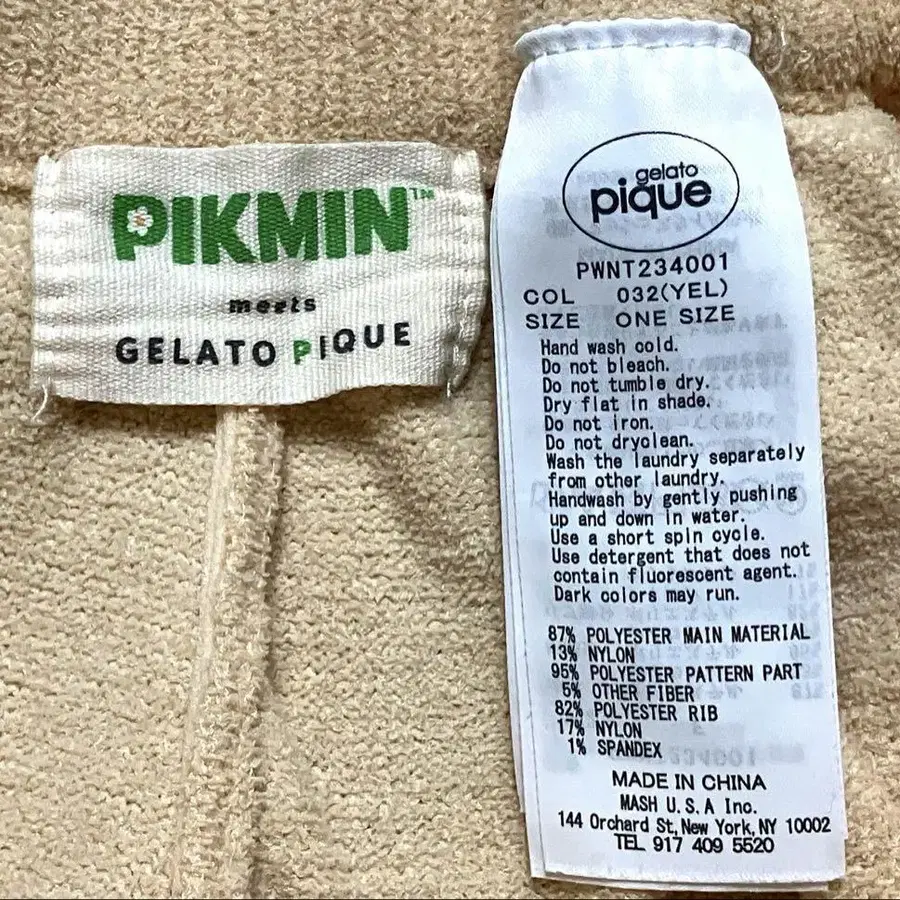 PIKMIN™
meets
GELATO PIQUE
gelato
pique
PWNT234001
COL 032(YEL)
SIZE ONE SIZE
Hand wash cold.
Do not bleach.
Do not tumble dry.
Dry flat in shade.
Do not iron.
Do not dryclean.
Wash the laundry separately
from other laundry.
Handwash by gently pushing
up and down in water.
Use a short spin cycle.
Use detergent that does not
contain fluorescent agent.
Dark colors may run.
87% POLYESTER MAIN MATERIAL
13% NYLON
95% POLYESTER PATTERN PART
5% OTHER FIBER
82% POLYESTER RIB
17% NYLON
1% SPANDEX
MADE IN CHINA
MASH U.S.A Inc.
144 Orchard St, New York, NY 10002
TEL 917 409 5520